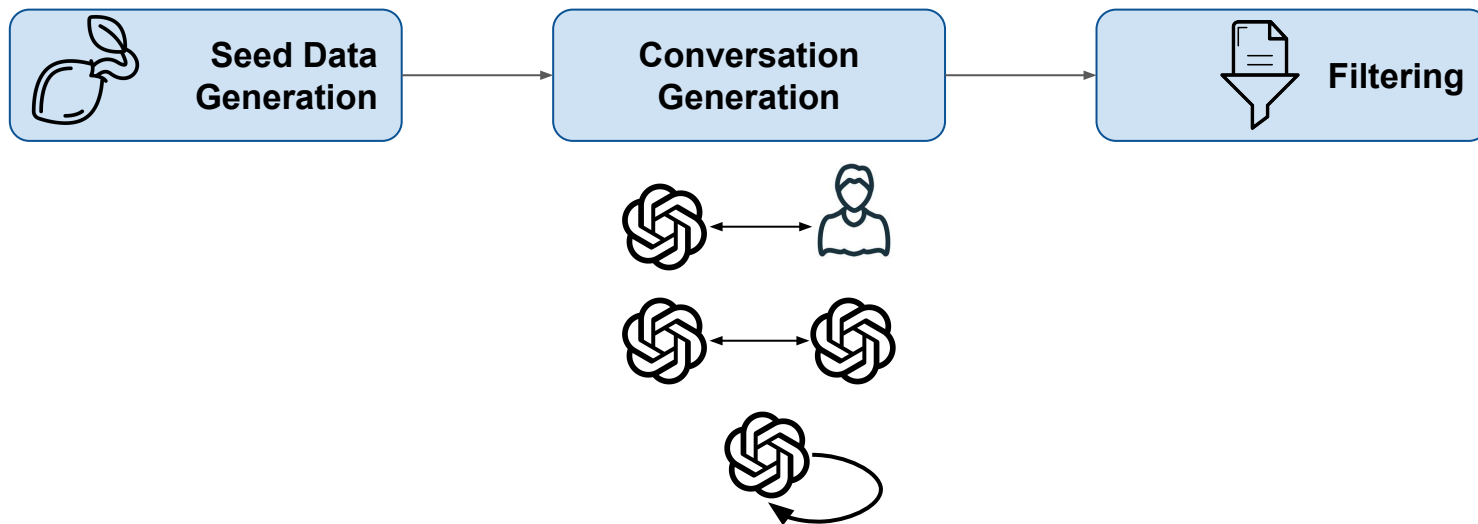 Seed Data
Generation
Conversation
Generation
Filtering